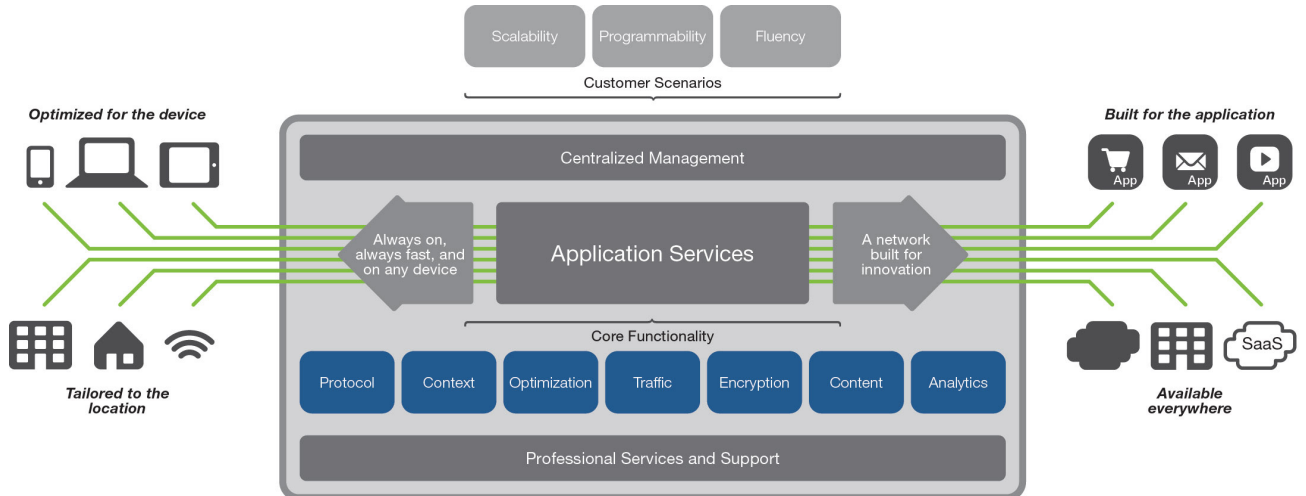 Scalability
Programmability
Fluency
Customer Scenarios
Optimized for the device
Built for the application
App
App
App
Centralized Management
Always on,
always fast, and
on any device
Application Services
A network
built for
innovation
Core Functionality
Protocol
Context
Optimization
Traffic
Encryption
Content
Analytics
SaaS
Tailored to the
location
Available
everywhere
Professional Services and Support